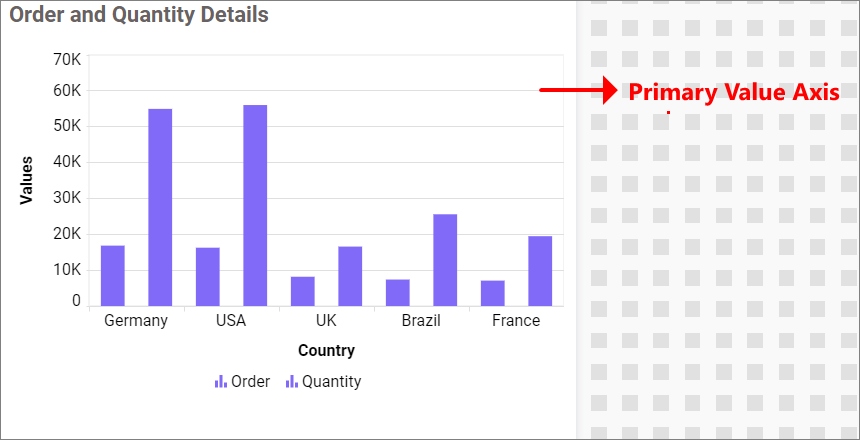 Order and Quantity Details
70K
60K
Primary Value Axis
50K
40K
Values
30K
20K
10K
0
Germany USA UK Brazil France
Country
Order Quantity